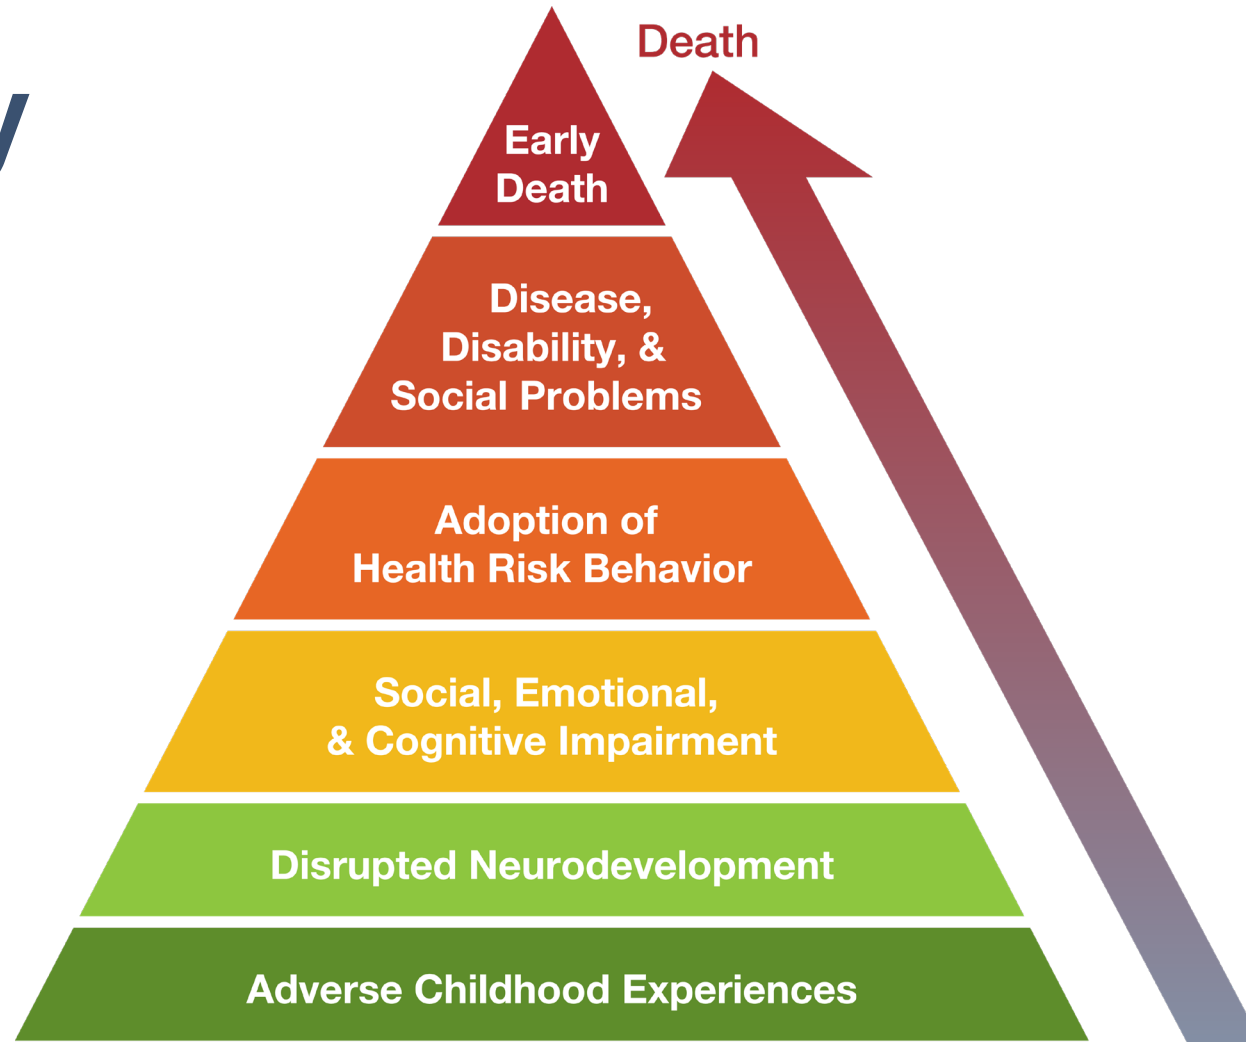 Death
Early
Death
Disease,
Disability, &
Social Problems
Adoption of
Health Risk Behavior
Social, Emotional,
& Cognitive Impairment
Disrupted Neurodevelopment
Adverse Childhood Experiences